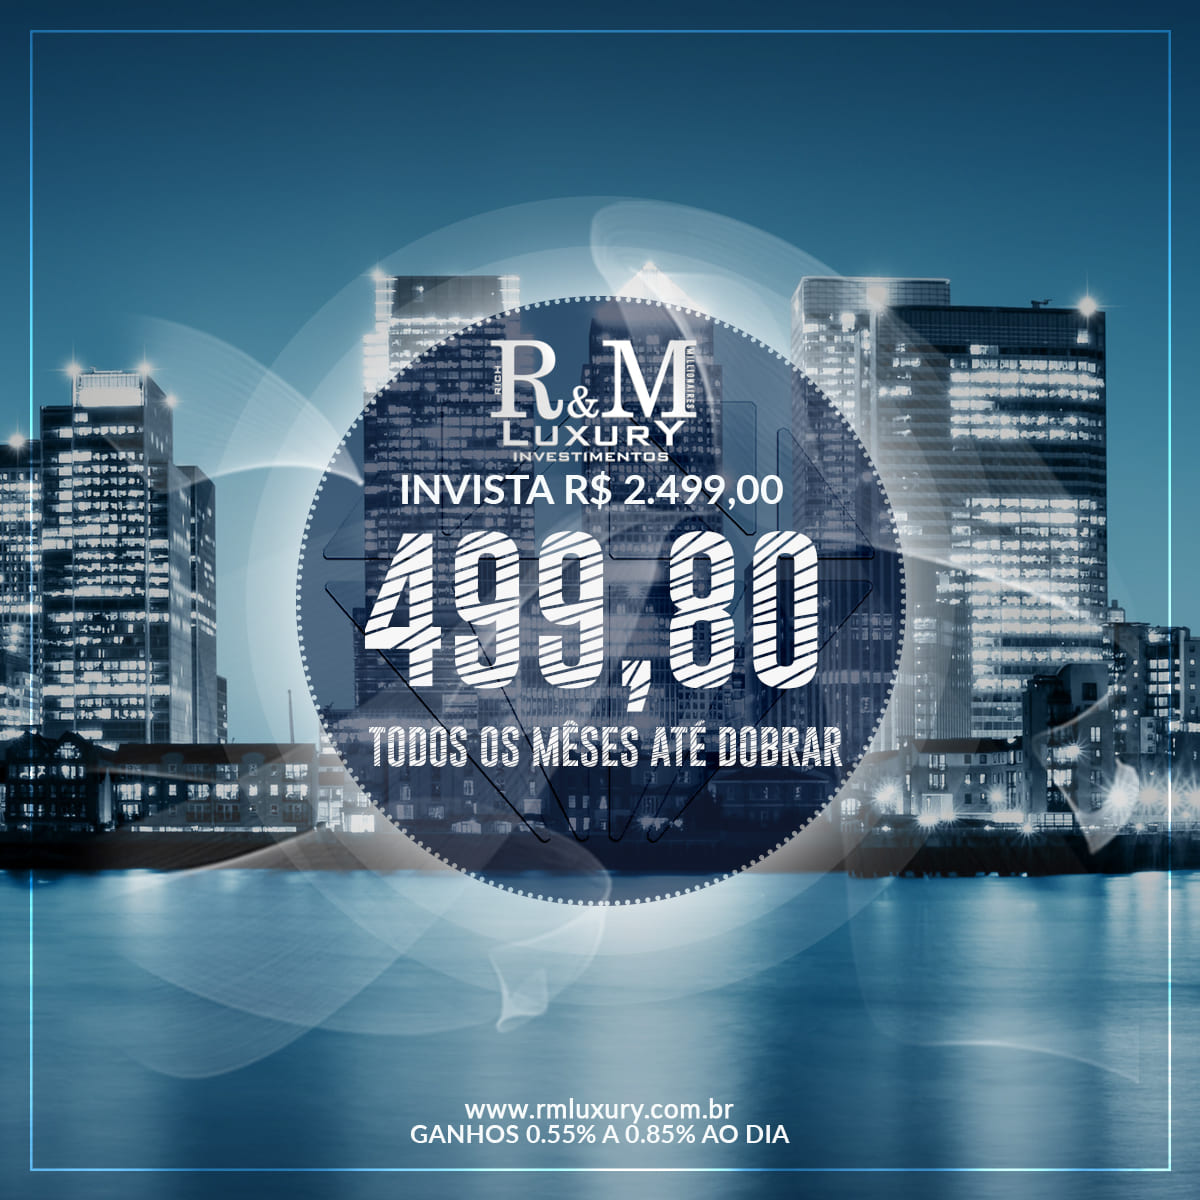 RICH
R&M
MILLIONAIRES
LUXURY
INVESTIMENTOS
INVISTA R$ 2.499,00
499,80
TODOS OS MÊSES ATÉ DOBRAR
www.rmluxury.com.br
GANHOS 0.55% A 0.85% AO DIA